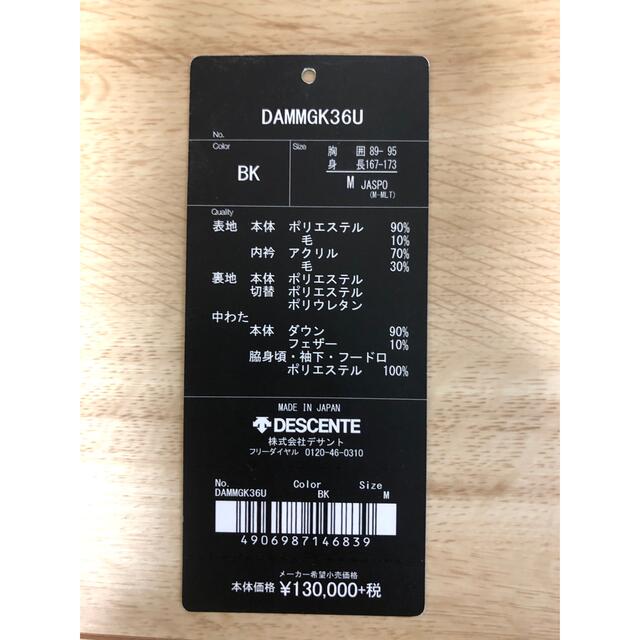 DAMMGK36U
No.
Color
BK
Size
胸 囲 89- 95
身 長167-173
M JASPO
(M-MLT)
Quality
表地 本体 ポリエステル 90%
毛 10%
内衿 アクリル 70%
毛 30%
裏地 本体 ポリエステル
切替 ポリエステル
ポリウレタン
中わた
本体 ダウン 90%
フェザー 10%
脇身頃・袖下・フードロ
ポリエステル 100%
MADE IN JAPAN
DESCENTE
株式会社デサント
フリーダイヤル 0120-46-0310
No. Color Size
DAMMGK36U BK M
4906987146839
メーカー希望小売価格
本体価格 ¥130,000+税